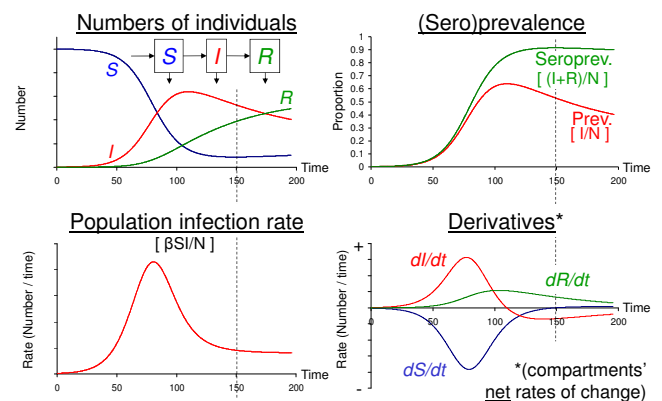 Numbers of individuals
S
S
I
R
R
I
Number
0
50
100
150
200
Time
(Sero)prevalence
Seroprev.
[ (I+R)/N ]
Prev.
[ I/N ]
Proportion
1
0.9
0.8
0.7
0.6
0.5
0.4
0.3
0.2
0.1
0
0
50
100
150
200
Time
Population infection rate
[ βSI/N ]
Rate (Number / time)
0
50
100
150
200
Time
Derivatives*
+
dI/dt
dR/dt
Time
0
50
100
150
200
Rate (Number / time)
dS/dt
-
*(compartments'
net rates of change)